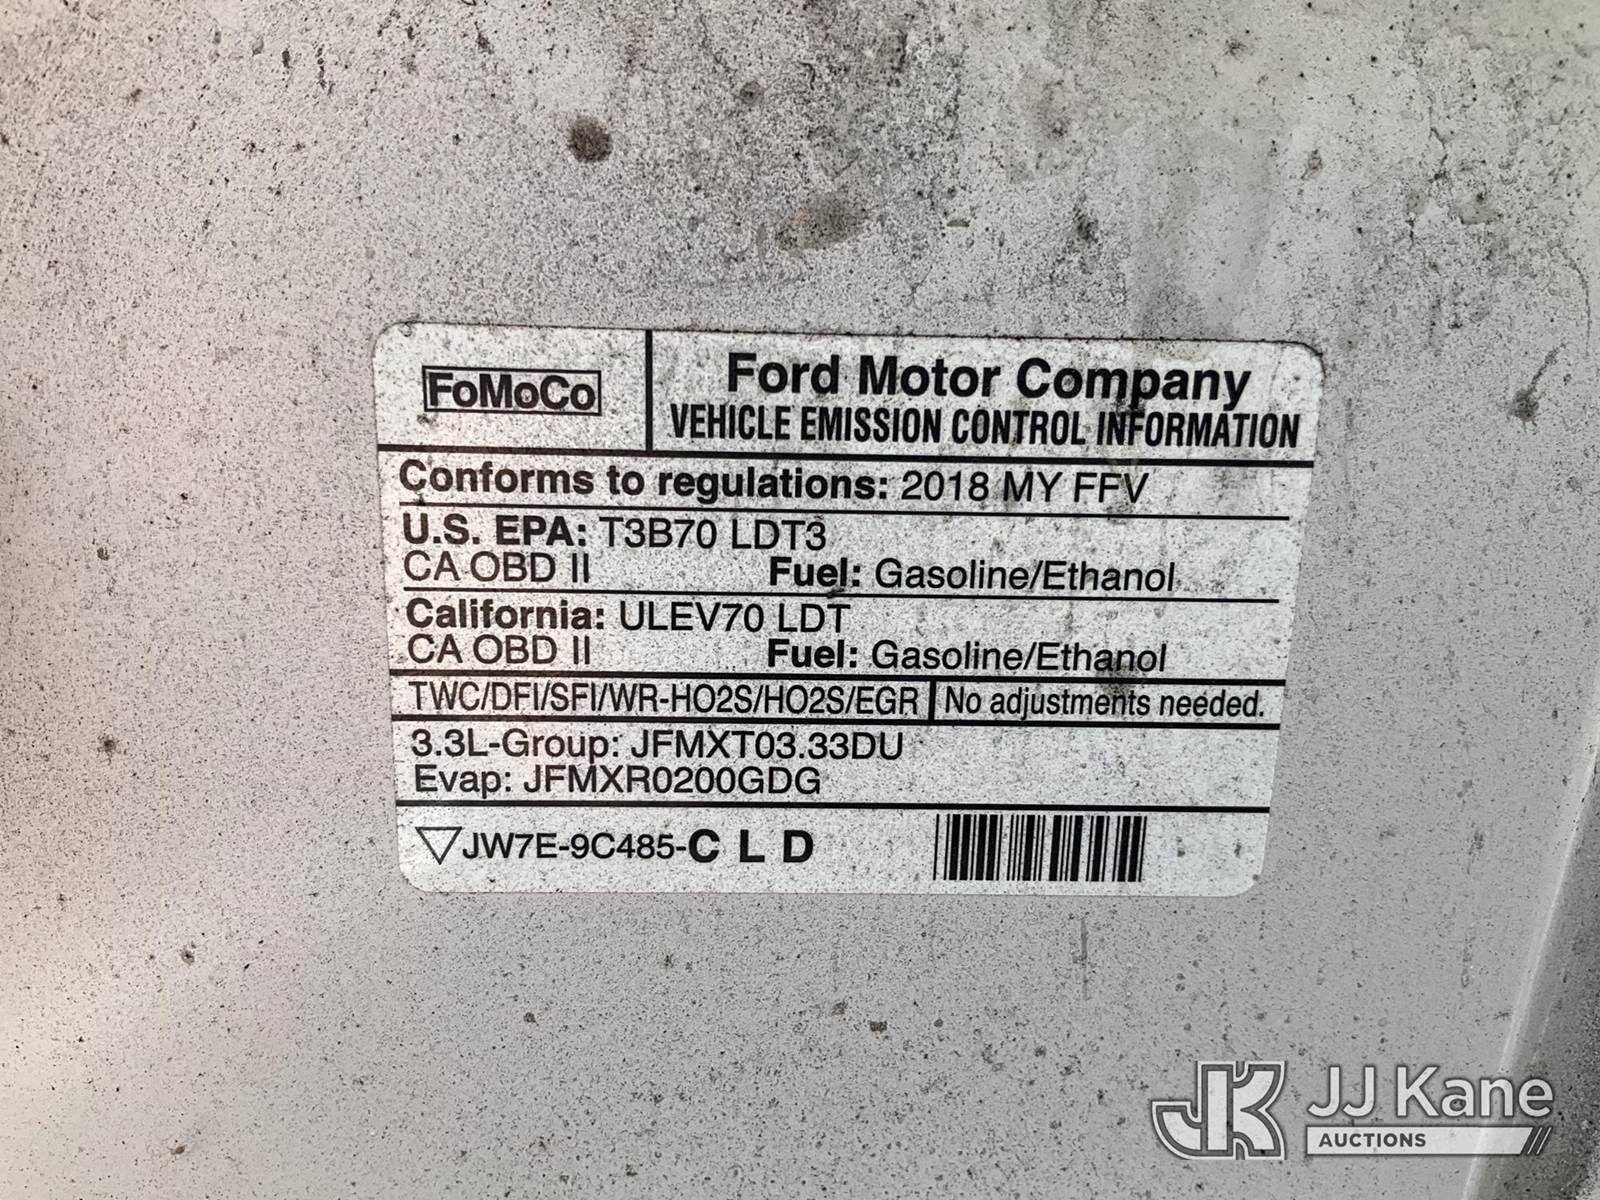 FoMoCo
Ford Motor Company
VEHICLE EMISSION CONTROL INFORMATION
Conforms to regulations: 2018 MY FFV
U.S. EPA: T3B70 LDT3
CA OBD II Fuel: Gasoline/Ethanol
California: ULEV70 LDT
CA OBD II Fuel: Gasoline/Ethanol
TWC/DFI/SFI/WR-HO2S/HO2S/EGR No adjustments needed.
3.3L-Group: JFMXT03.33DU
Evap: JFMXR0200GDG
JW7E-9C485-C L D
JK JJ Kane
AUCTIONS